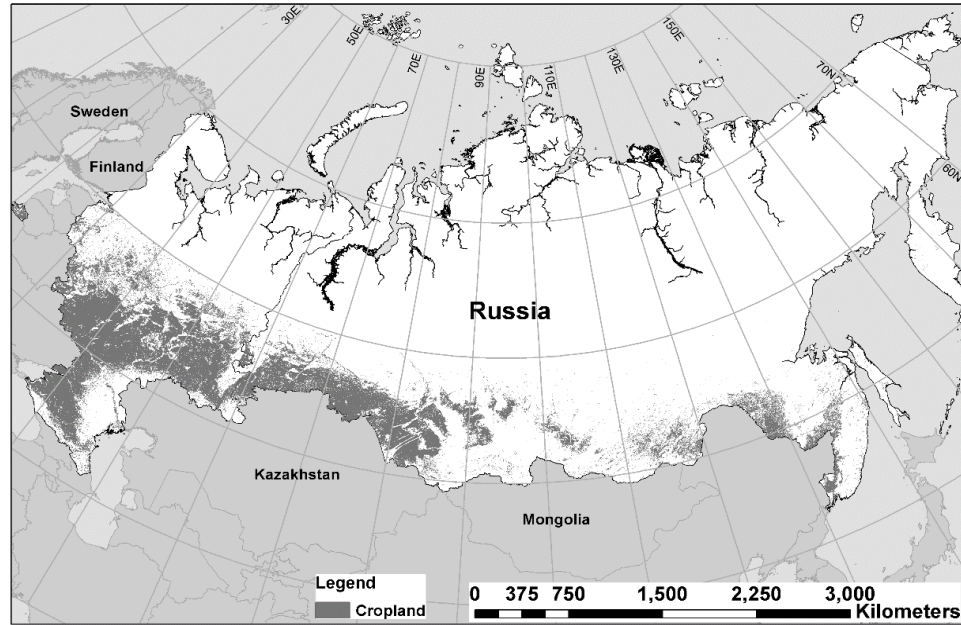 30E
50E
70E
90E
110E
130E
150E
70N
60N
Sweden
Finland
Russia
Kazakhstan
Mongolia
Legend
Cropland
0 375 750 1,500 2,250 3,000
Kilometers